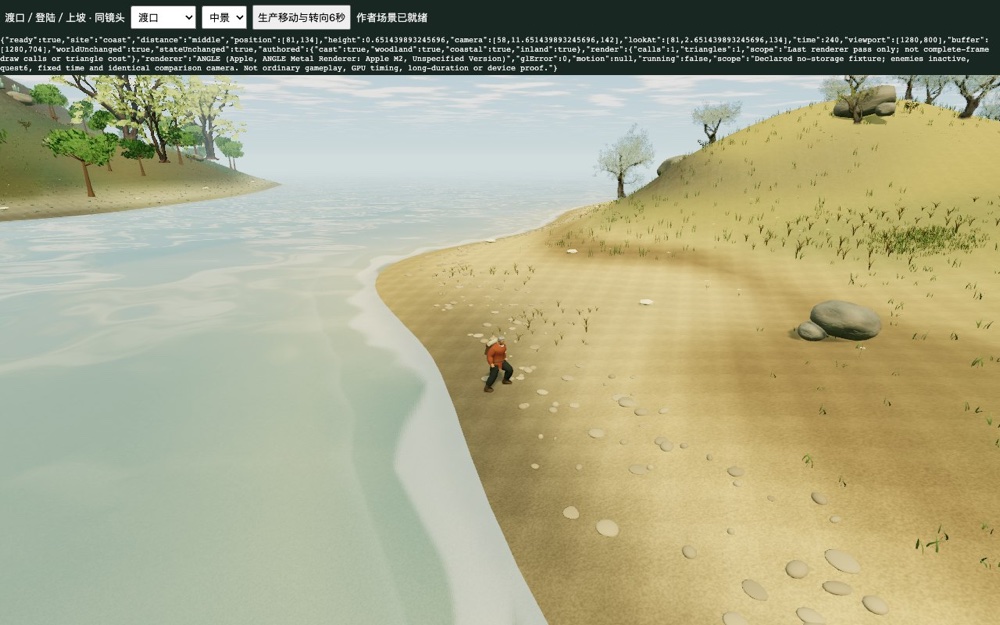 渡口 / 登陆 / 上坡 · 同镜头 渡口 中景 生产移动与转向6秒 作者场景已就绪
{"ready":true,"site":"coast","distance":"middle","position":[81,134],"height":0.651439893245696,"camera":[58,11.651439893245696,142],"lookAt":[81,2.651439893245696,134],"time":240,"viewport":[1280,800],"buffer":
[1280,704],"worldUnchanged":true,"stateUnchanged":true,"authored":{"cast":true,"woodland":true,"coastal":true,"inland":true},"render":{"calls":1,"triangles":1,"scope":"Last renderer pass only; not complete-frame
draw calls or triangle cost"},"renderer":"ANGLE (Apple, ANGLE Metal Renderer: Apple M2, Unspecified Version)","glError":0,"motion":null,"running":false,"scope":"Declared no-storage fixture; enemies inactive,
quest6, fixed time and identical comparison camera. Not ordinary gameplay, GPU timing, long-duration or device proof."}